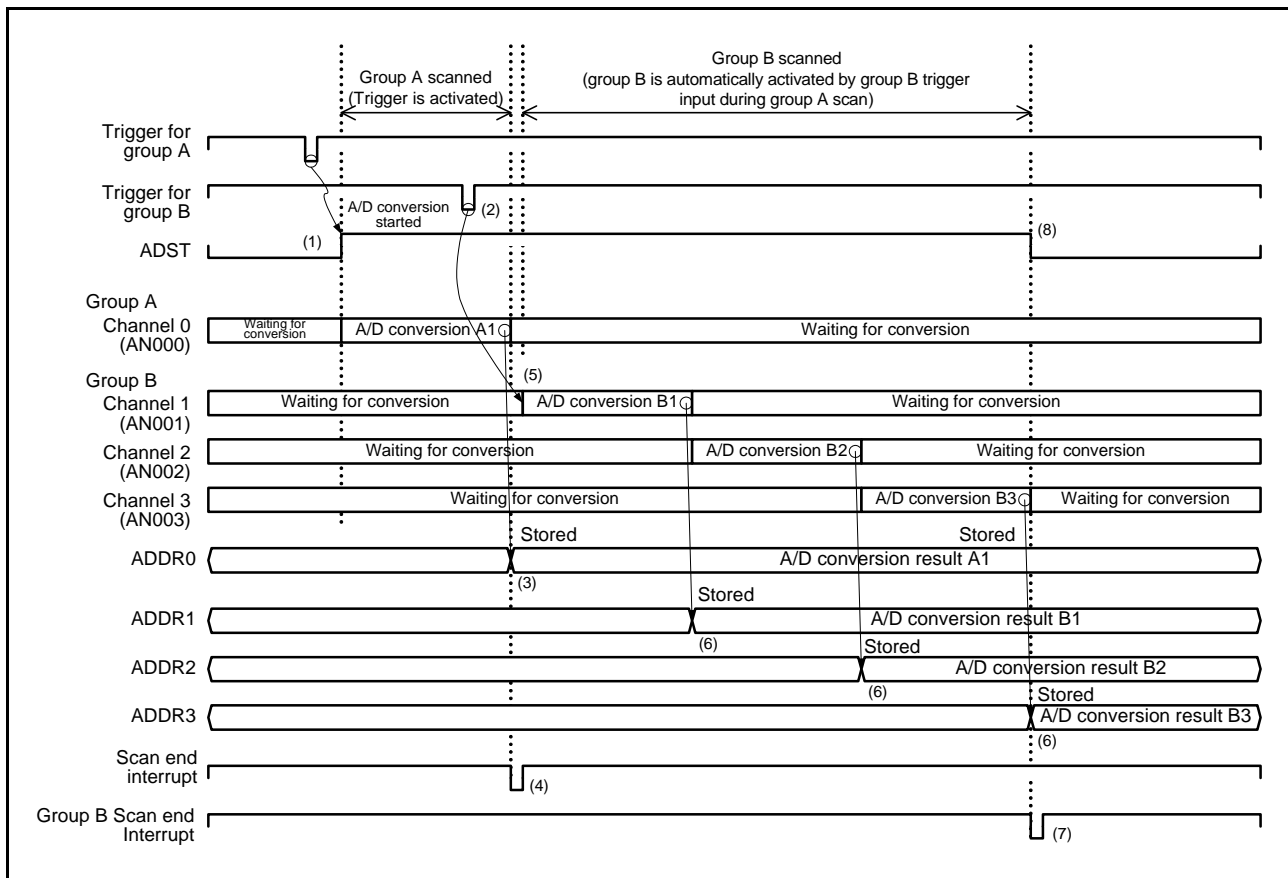 Group A scanned
(Trigger is activated)
Group B scanned
(group B is automatically activated by group B trigger
input during group A scan)
Trigger for
group A
Trigger for
group B
A/D conversion
started
(2)
ADST
(1)
(8)
Group A
Channel 0
(AN000)
Waiting for
conversion
A/D conversion A1
Waiting for conversion
Group B
(5)
Channel 1
(AN001)
Waiting for conversion
A/D conversion B1
Waiting for conversion
Channel 2
(AN002)
Waiting for conversion
A/D conversion B2
Waiting for conversion
Channel 3
(AN003)
Waiting for conversion
A/D conversion B3
Waiting for conversion
Stored
Stored
ADDR0
A/D conversion result A1
(3)
Stored
ADDR1
A/D conversion result B1
(6)
Stored
ADDR2
A/D conversion result B2
(6)
Stored
ADDR3
A/D conversion result B3
(6)
Scan end
interrupt
(4)
Group B Scan end
Interrupt
(7)